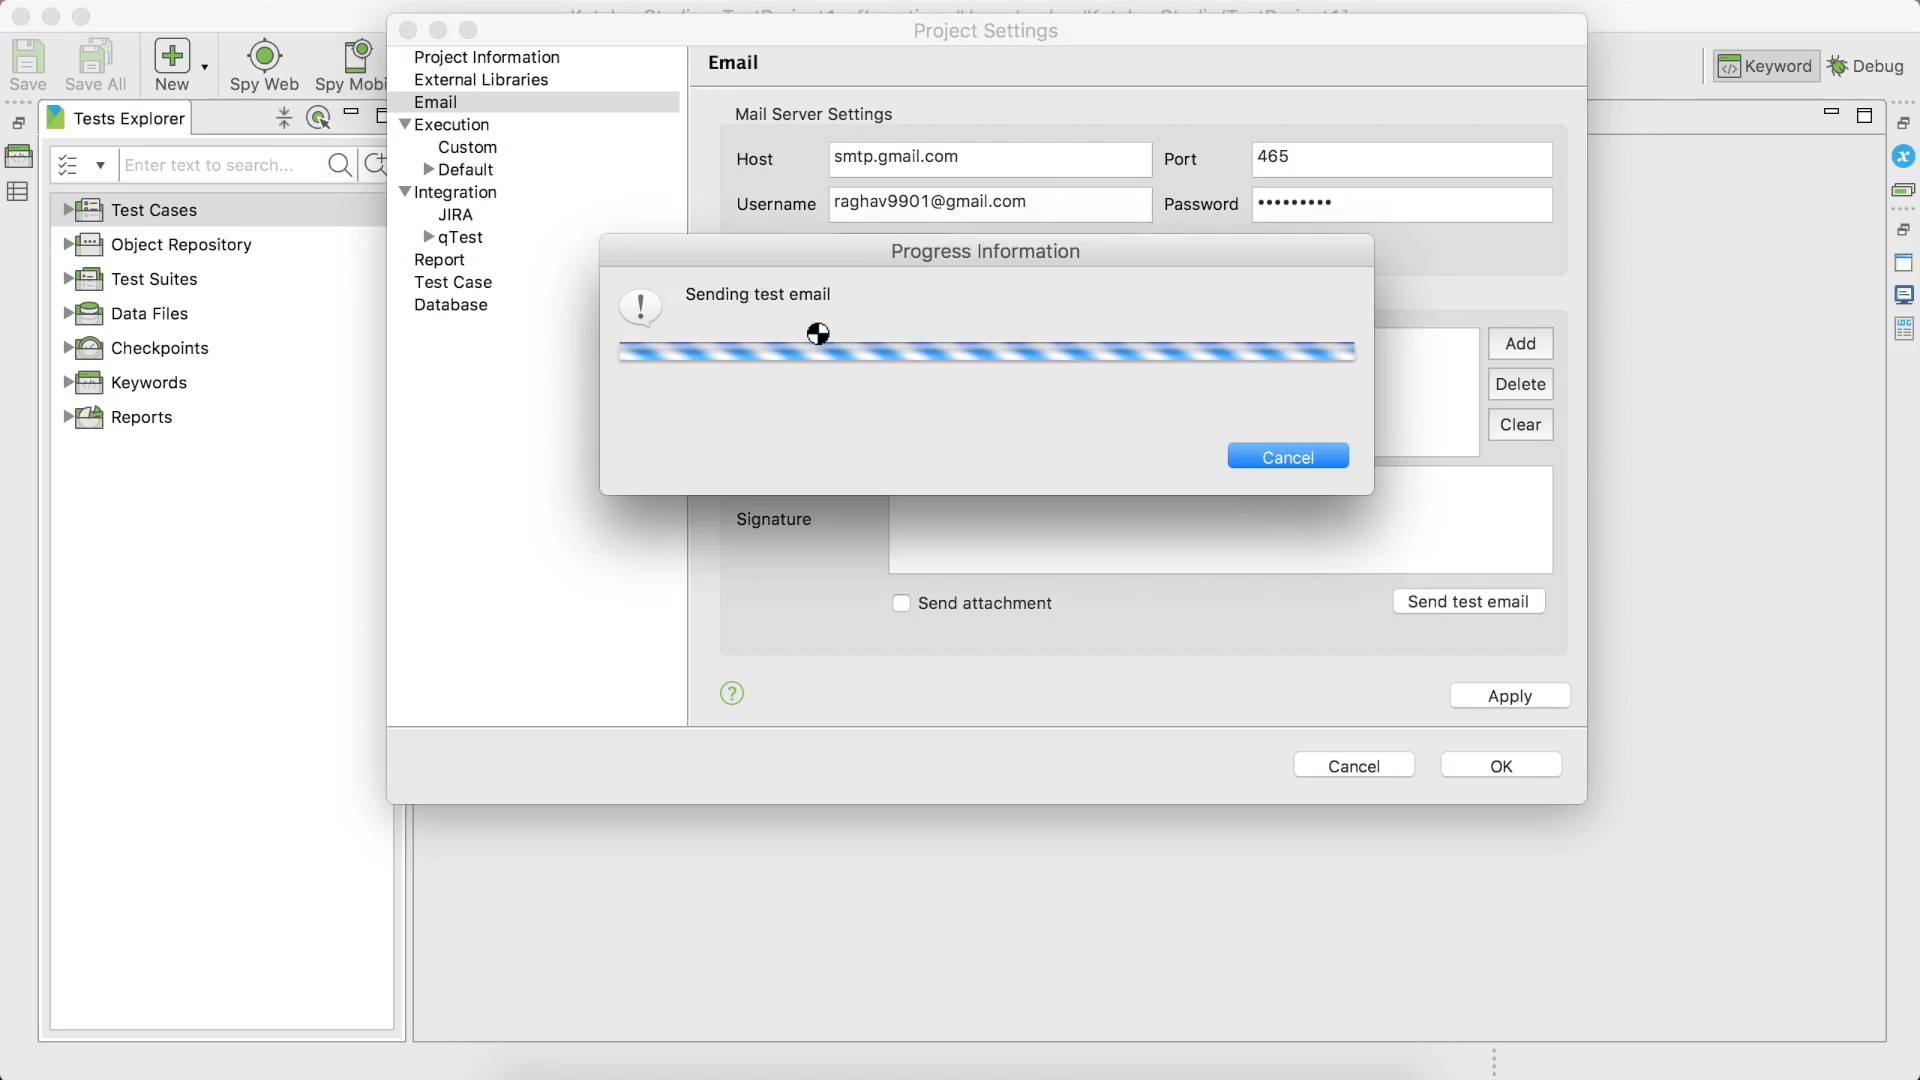 Project Settings
Save
Save All
New
Spy Web
Spy Mobi
Keyword
Debug
Tests Explorer
Enter text to search...
Test Cases
Object Repository
Test Suites
Data Files
Checkpoints
Keywords
Reports
Project Information
External Libraries
Email
Execution
Custom
Default
Integration
JIRA
qTest
Report
Test Case
Database
Email
Mail Server Settings
Host
smtp.gmail.com
Port
465
Username
raghav9901@gmail.com
Password
•••••••••
Progress Information
Sending test email
Cancel
Add
Delete
Clear
Signature
Send attachment
Send test email
Apply
Cancel
OK